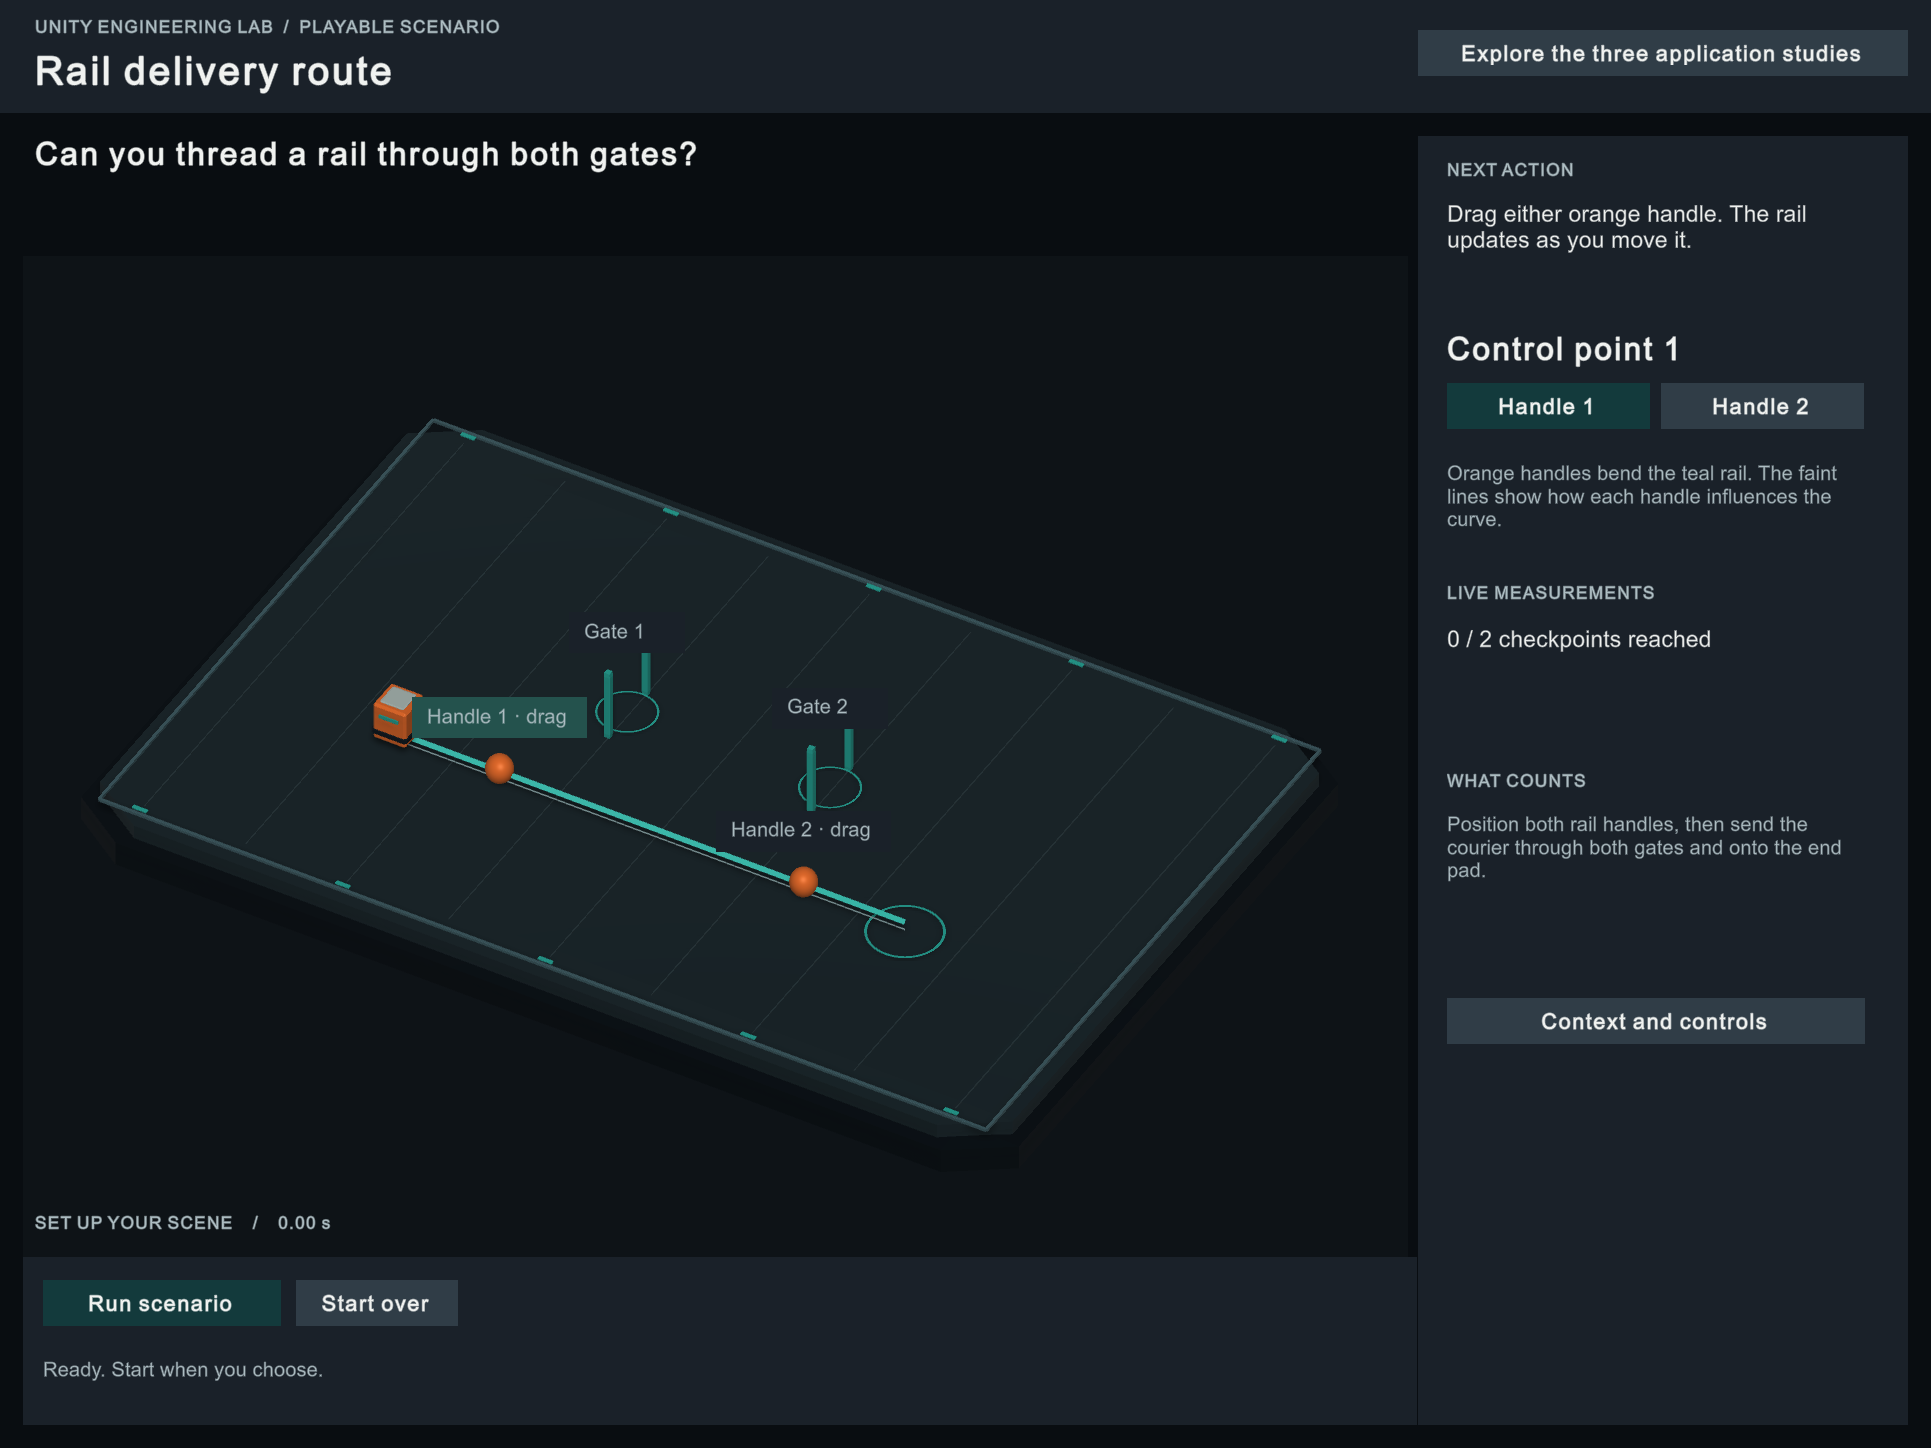 UNITY ENGINEERING LAB / PLAYABLE SCENARIO
Rail delivery route
Explore the three application studies
Can you thread a rail through both gates?
NEXT ACTION
Drag either orange handle. The rail
updates as you move it.
Control point 1
Handle 1
Handle 2
Orange handles bend the teal rail. The faint
lines show how each handle influences the
curve.
LIVE MEASUREMENTS
0 / 2 checkpoints reached
WHAT COUNTS
Position both rail handles, then send the
courier through both gates and onto the end
pad.
Context and controls
Gate 1
Handle 1 · drag
Gate 2
Handle 2 · drag
SET UP YOUR SCENE / 0.00 s
Run scenario
Start over
Ready. Start when you choose.